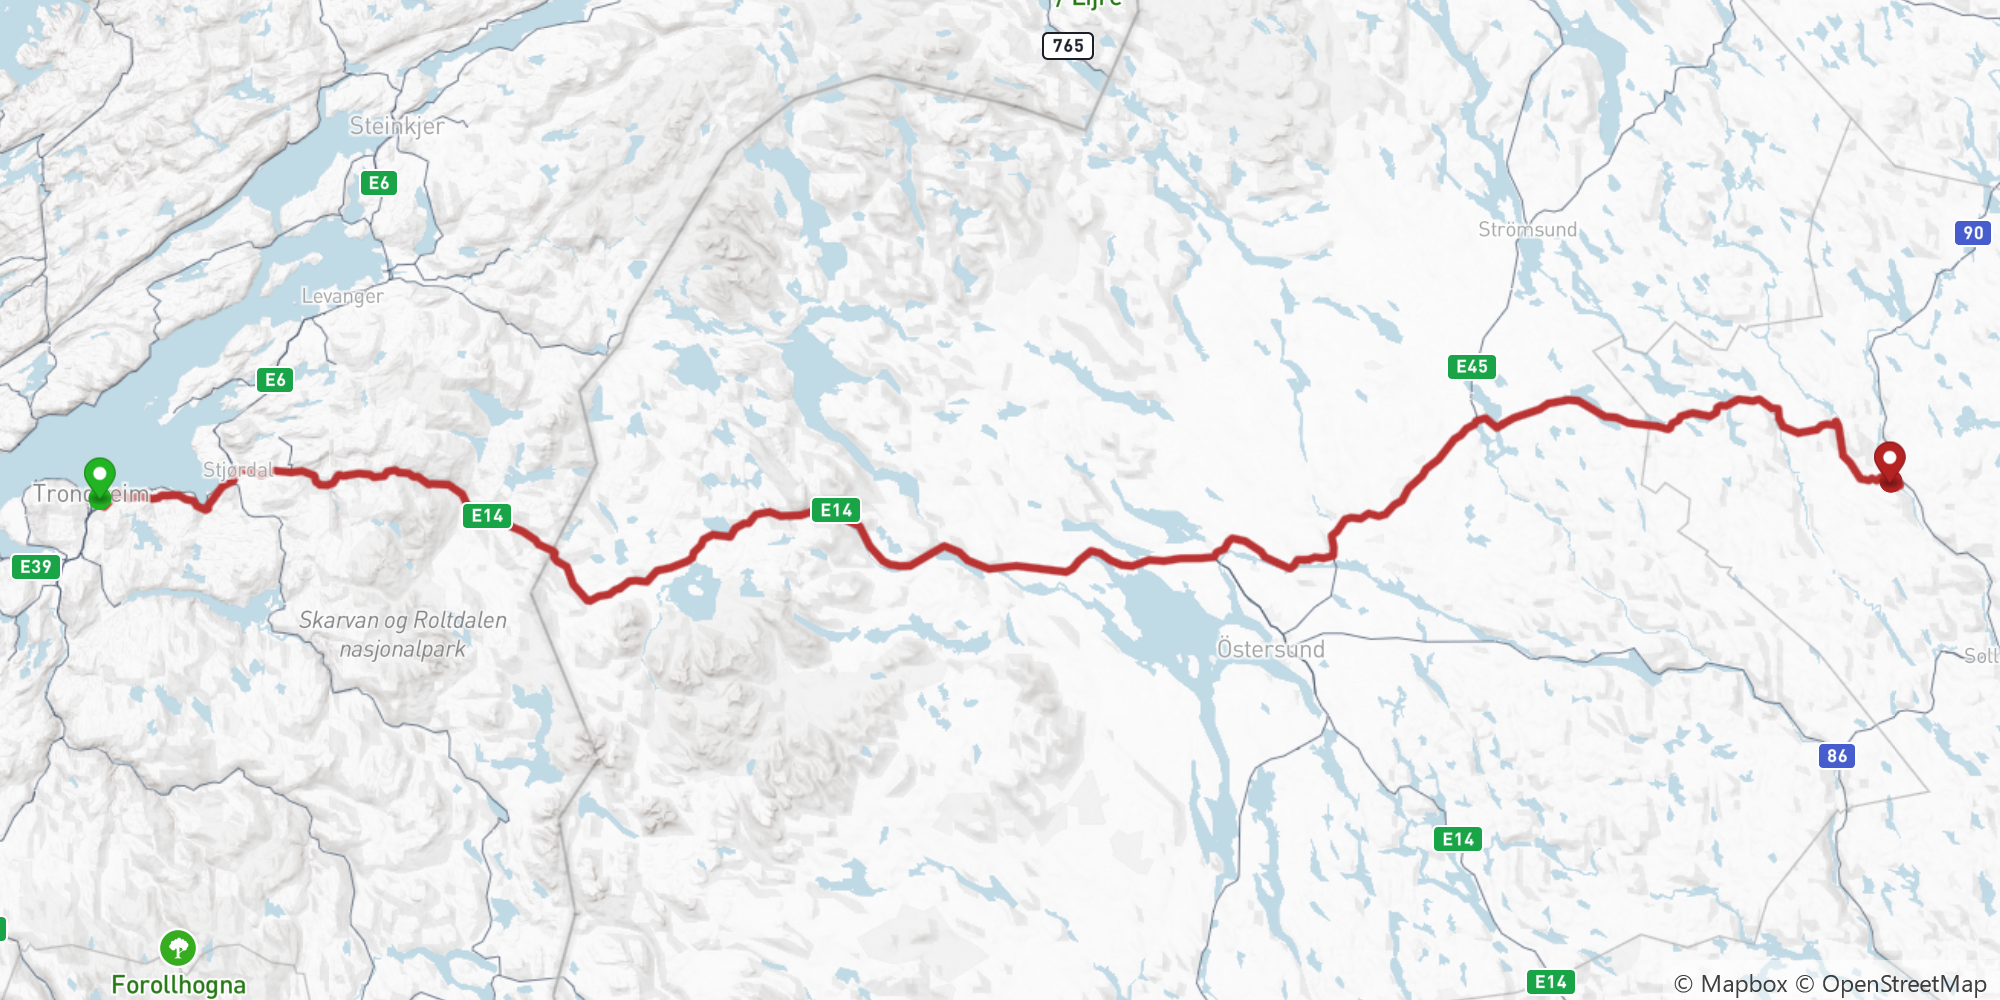 765
Steinkjer
E6
Strömsund
90
Levanger
E45
E6
Stjørdal
Trondheim
E14
E14
E39
Skarvan og Roltdalen
nasjonalpark
Östersund
86
E14
Forollhogna
E14
© Mapbox © OpenStreetMap